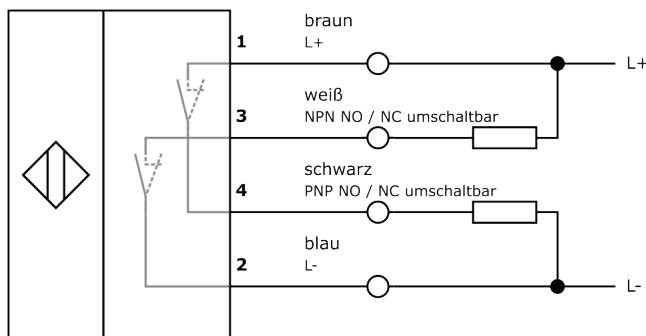 braun
1
L+
L+
weiß
3
NPN NO / NC umschaltbar
schwarz
4
PNP NO / NC umschaltbar
blau
2
L-
L-